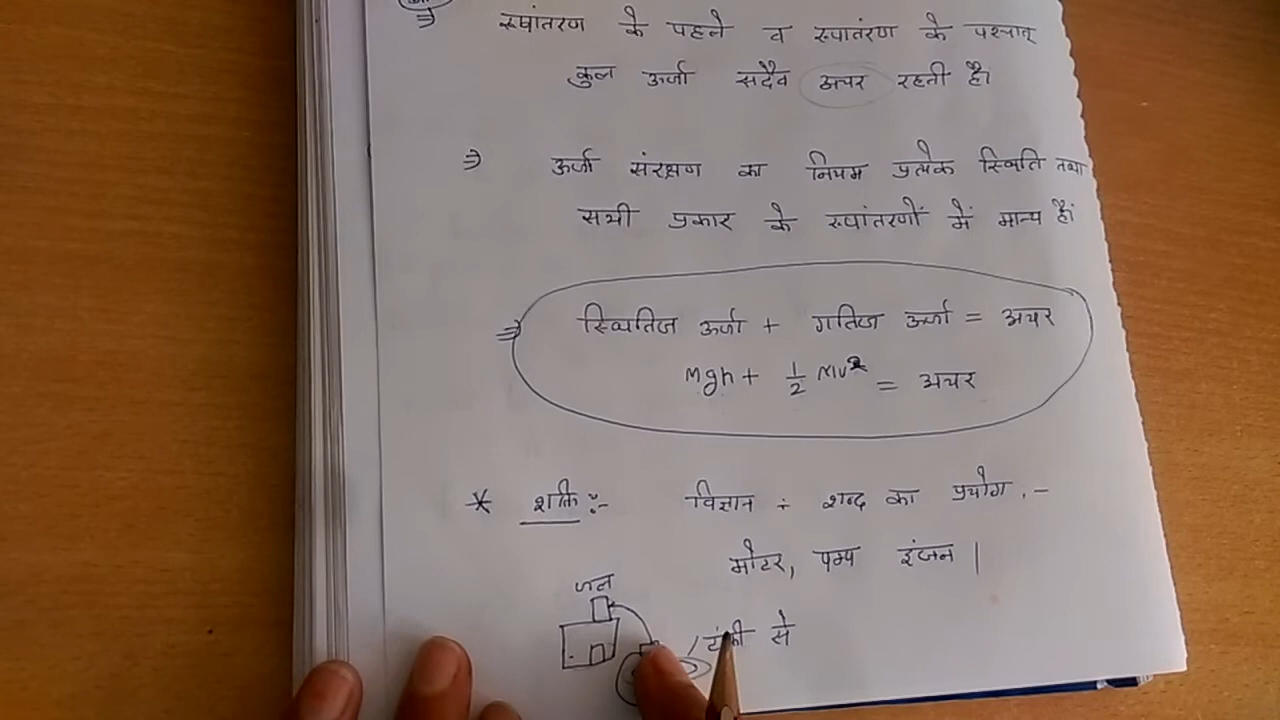 ⇒ रूपांतरण के पहले व रूपातंरण के पश्चात्
कुल ऊर्जा सदैव अचर रहती है।
⇒ ऊर्जा संरक्षण का नियम प्रत्येक स्थिति तथा
सभी प्रकार के रूपांतरणों में मान्य है।
⇒ स्थितिज ऊर्जा + गतिज ऊर्जा = अचर
mgh + 1/2 mv² = अचर
* शक्ति :- विज्ञान ÷ शब्द का प्रयोग, -
मोटर, पम्प इंजन |
जल
टंकी से